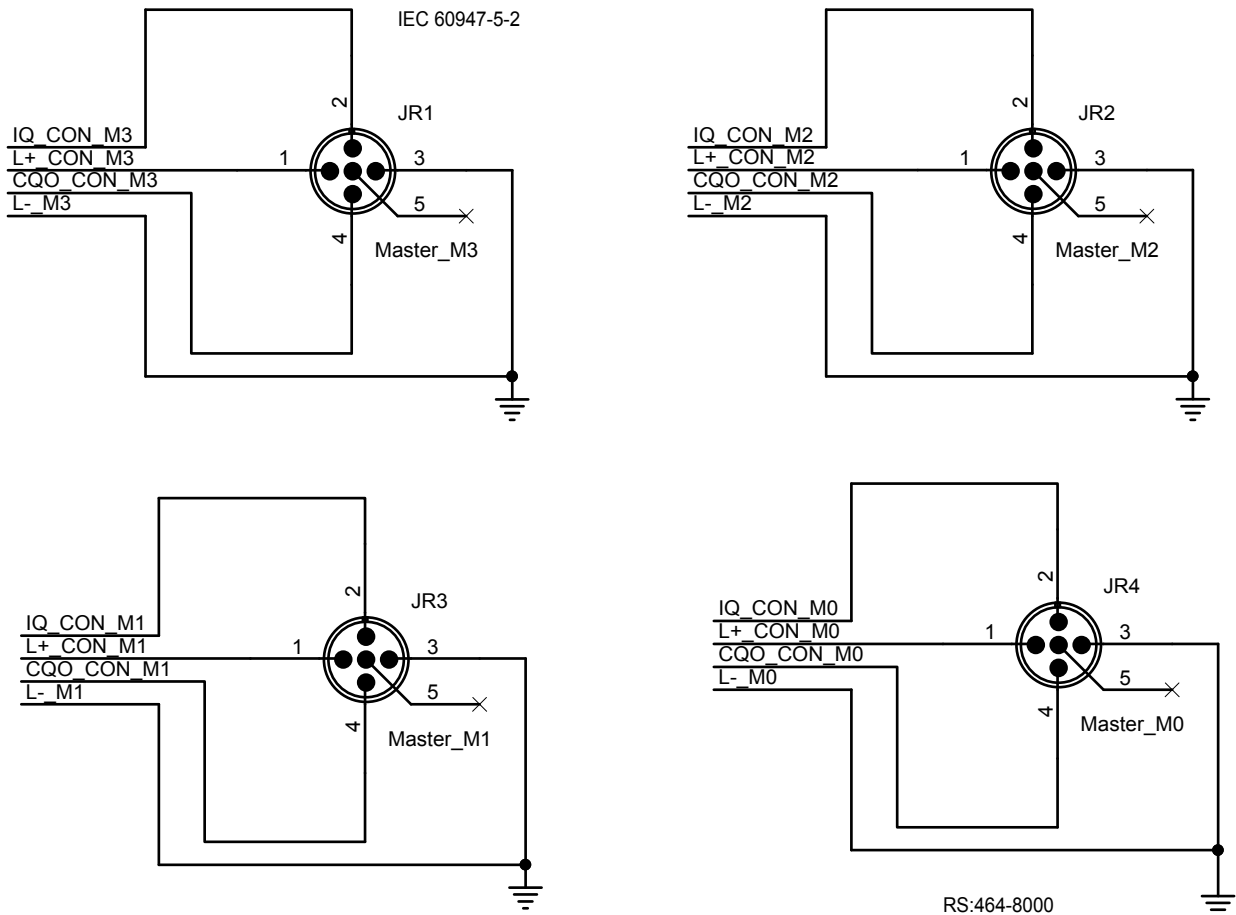 IEC 60947-5-2
2
JR1
IQ_CON_M3
L+_CON_M3
1
3
CQO_CON_M3
L-_M3
5
4
Master_M3
2
JR2
IQ_CON_M2
L+_CON_M2
1
3
CQO_CON_M2
L-_M2
5
4
Master_M2
2
JR3
IQ_CON_M1
L+_CON_M1
1
3
CQO_CON_M1
L-_M1
5
4
Master_M1
2
JR4
IQ_CON_M0
L+_CON_M0
1
3
CQO_CON_M0
L-_M0
5
4
Master_M0
RS:464-8000